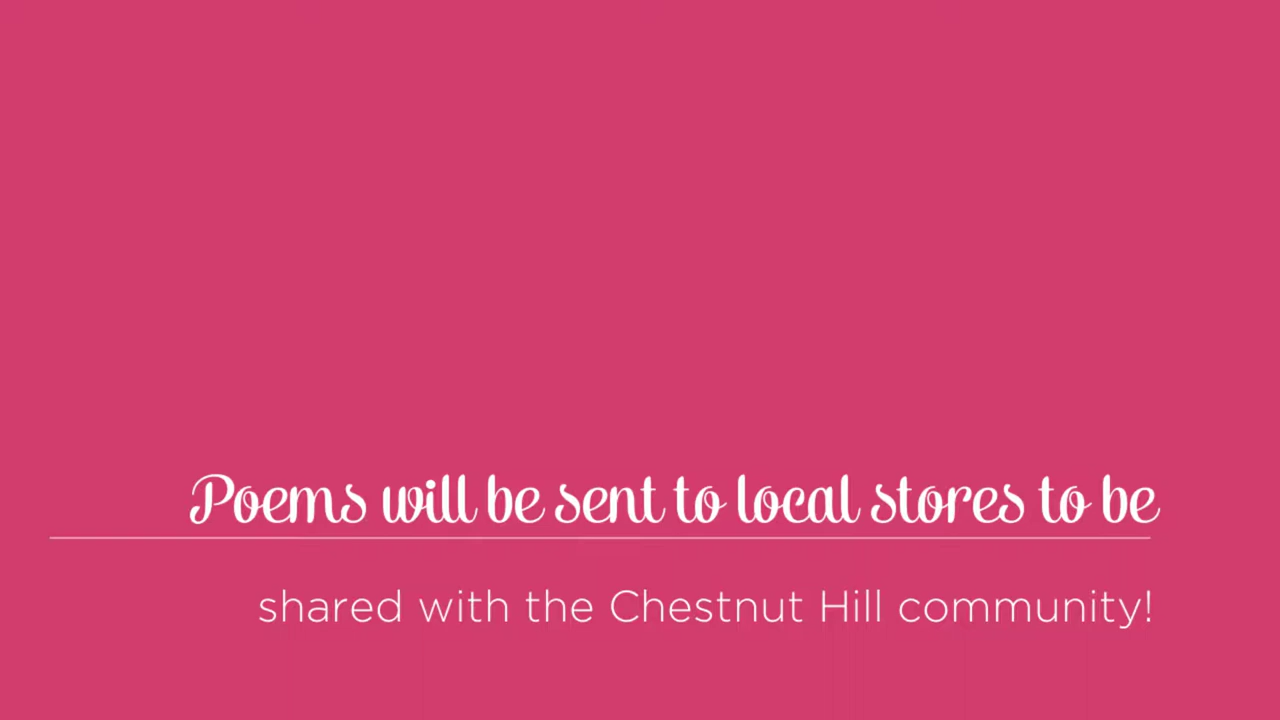 Poems will be sent to local stores to be
shared with the Chestnut Hill community!